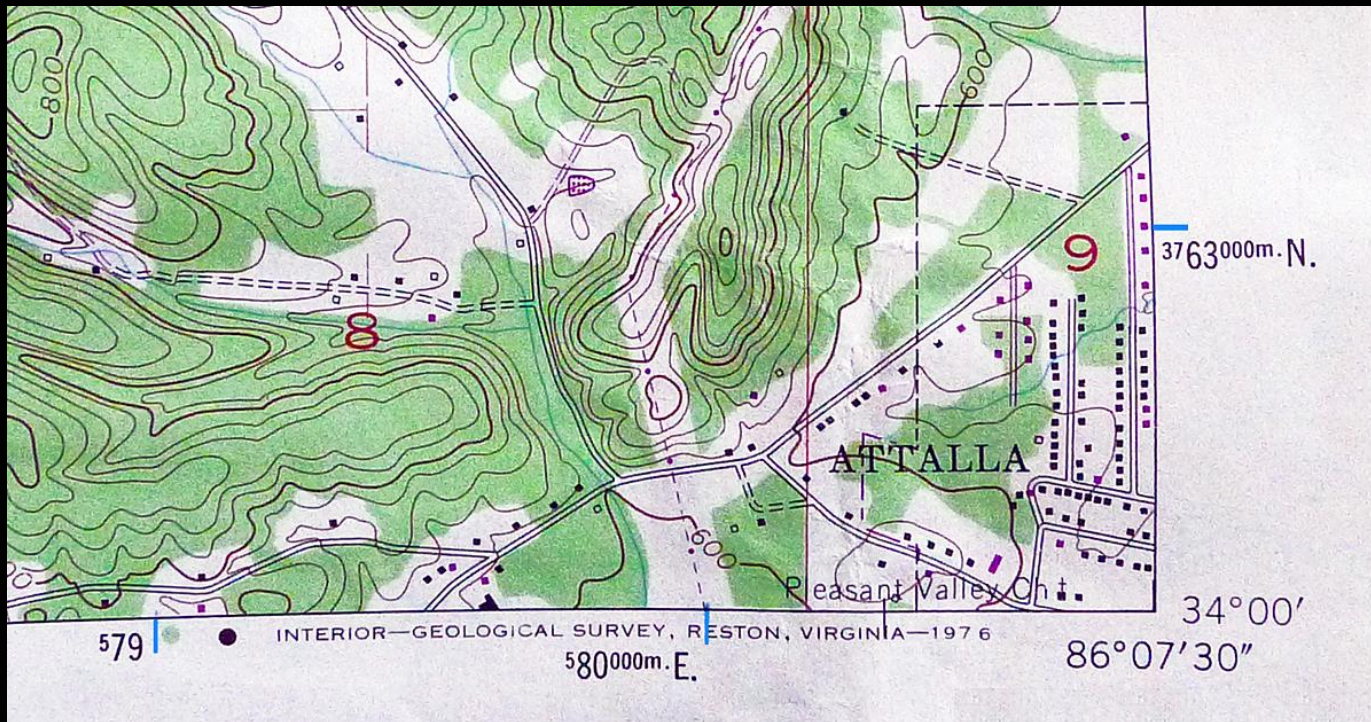 800
600
9
³⁷63⁰⁰⁰ᵐ·N.
8
ATTALLA
600
Pleasant Valley Ch
34°00'
⁵79
INTERIOR—GEOLOGICAL SURVEY, RESTON, VIRGINIA—1976
86°07'30"
⁵80⁰⁰⁰ᵐ·E.